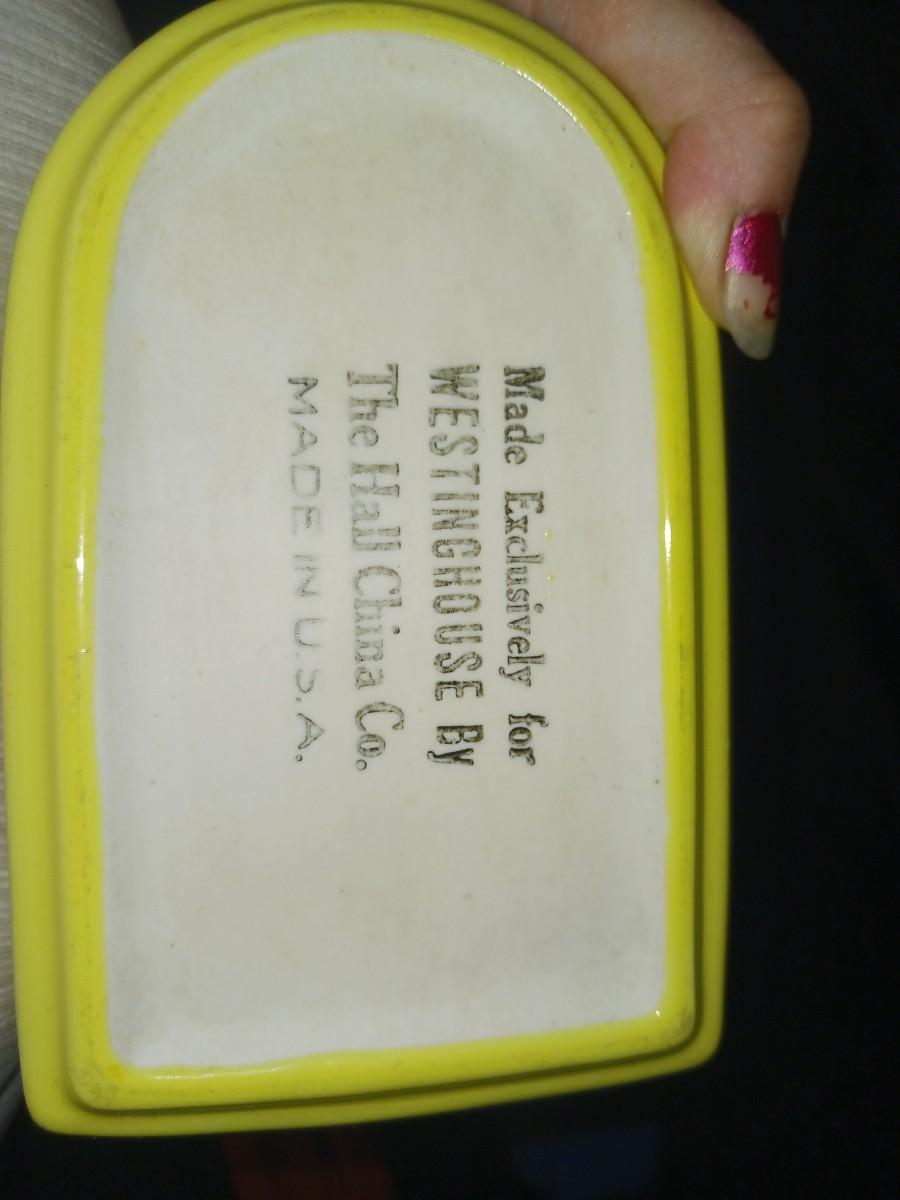 Made Exclusively for
WESTINGHOUSE By
The Hall China Co.
MADE IN U.S.A.